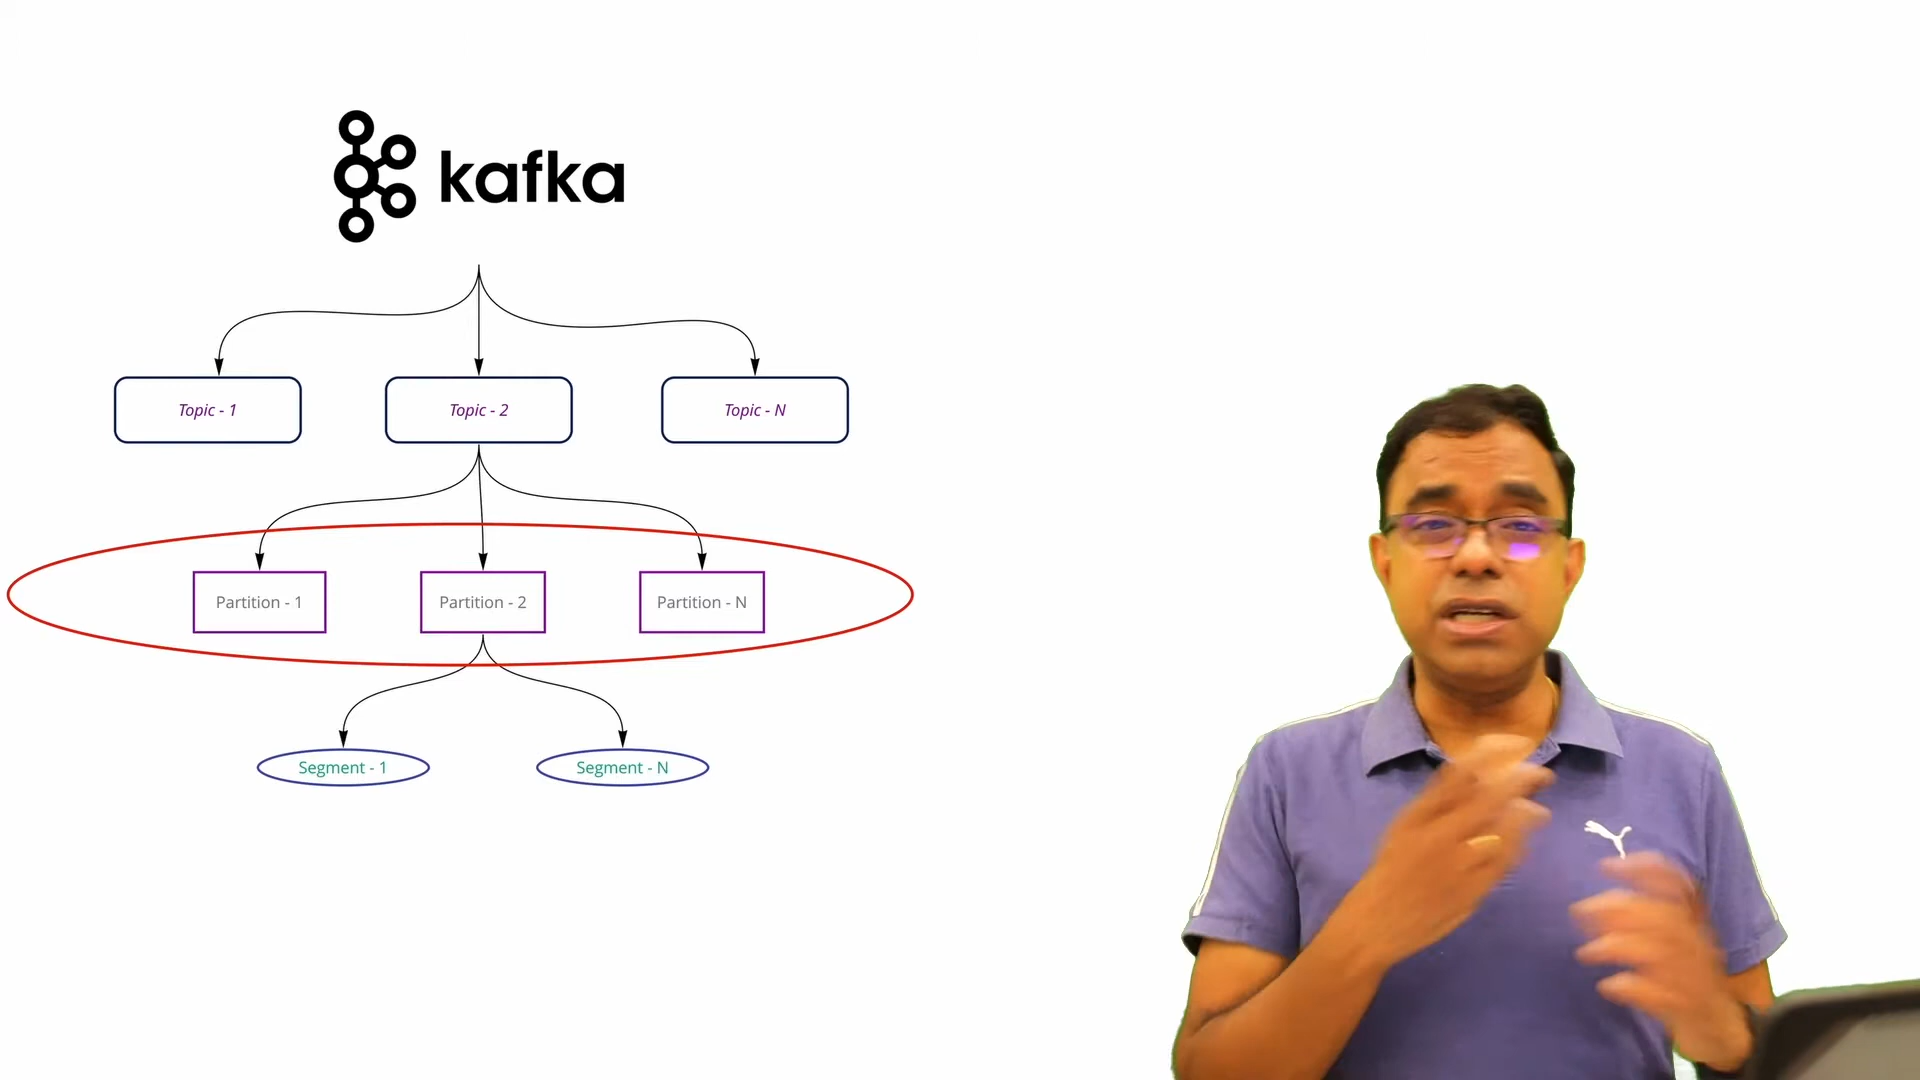 kafka
Topic - 1
Topic - 2
Topic - N
Partition - 1
Partition - 2
Partition - N
Segment - 1
Segment - N